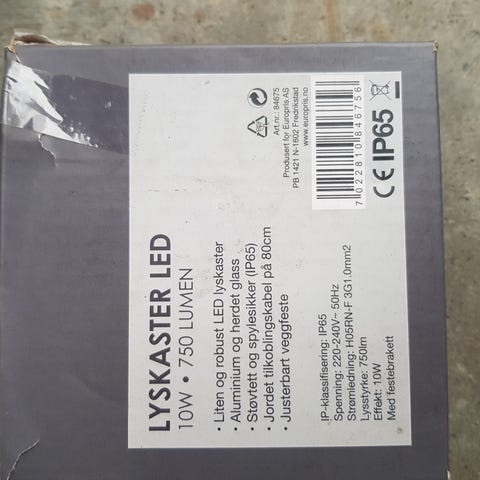 LYSKASTER LED
10W • 750 LUMEN
• Liten og robust LED lyskaster
• Aluminium og herdet glass
• Støvtett og spylesikker (IP65)
• Jordet tilkoblingskabel på 80cm
• Justerbart veggfeste
IP-klassifisering: IP65
Spenning: 220-240V~ 50Hz
Strømledning: H05RN-F 3G1.0mm2
Lysstyrke: 750lm
Effekt: 10W
Med festebrakett
Art.nr.: 84675
Produsert for Europris AS
PB 1421 N-1602 Fredrikstad
www.europris.no
7 022810 846756
CE IP65